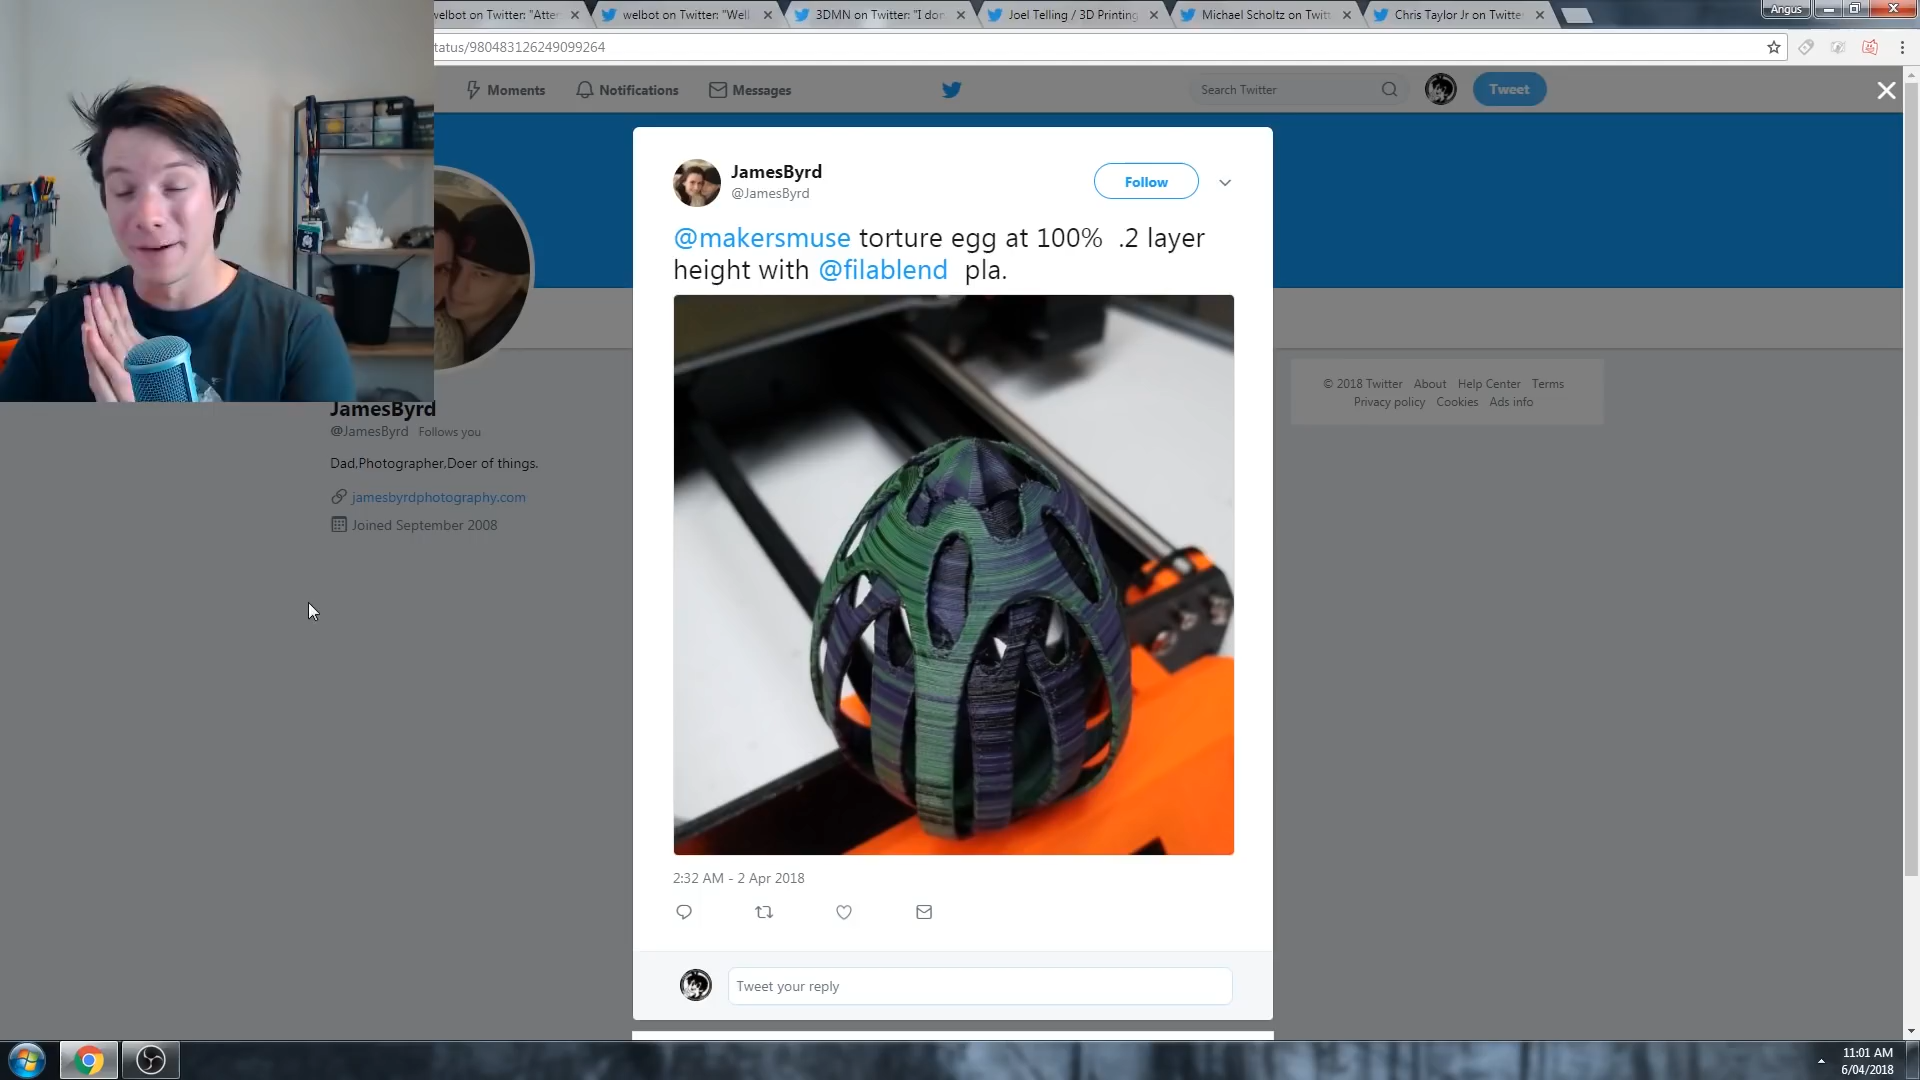 welbot on Twitter: "Atter
welbot on Twitter: "Well
3DMN on Twitter: "I don
Joel Telling / 3D Printing
Michael Scholtz on Twitt
Chris Taylor Jr on Twitter
Angus
tatus/980483126249099264
Moments
Notifications
Messages
Search Twitter
Tweet
JamesByrd
@JamesByrd
Follow
@makersmuse torture egg at 100% .2 layer
height with @filablend pla.
2:32 AM - 2 Apr 2018
Tweet your reply
JamesByrd
@JamesByrd Follows you
Dad,Photographer,Doer of things.
jamesbyrdphotography.com
Joined September 2008
© 2018 Twitter About Help Center Terms
Privacy policy Cookies Ads info
11:01 AM
6/04/2018